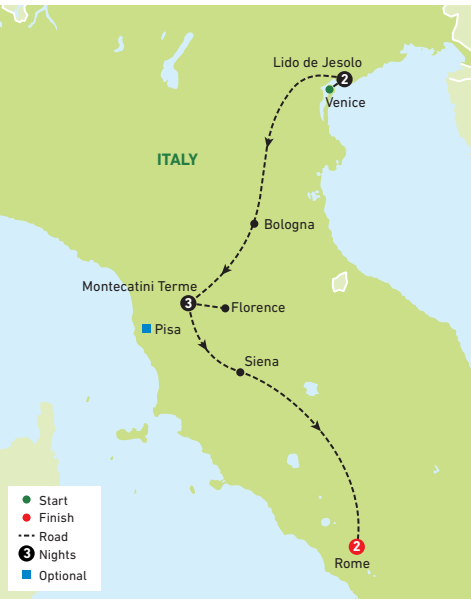 Lido de Jesolo
2
Venice
ITALY
Bologna
Montecatini Terme
3
Florence
Pisa
Siena
2
Rome
Start
Finish
Road
3 Nights
Optional